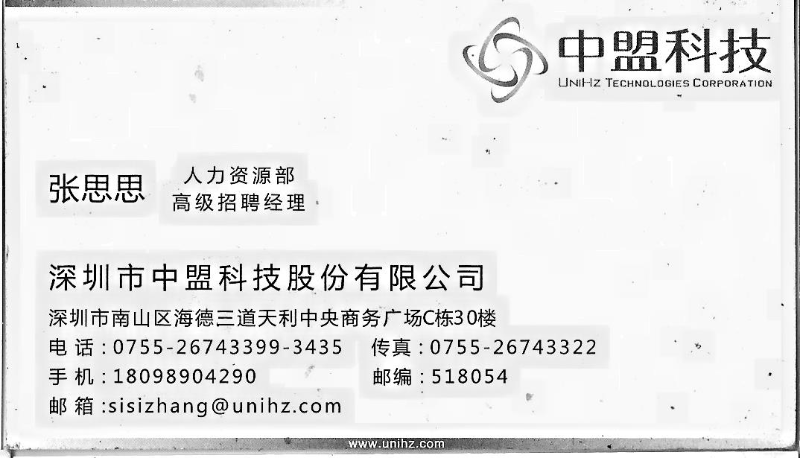 中盟科技
UNIHZ TECHNOLOGIES CORPORATION
张思思
人力资源部
高级招聘经理
深圳市中盟科技股份有限公司
深圳市南山区海德三道天利中央商务广场C栋30楼
电 话 : 0755-26743399-3435 传真 : 0755-26743322
手 机 : 18098904290 邮编 : 518054
邮 箱 :sisizhang@unihz.com
www.unihz.com